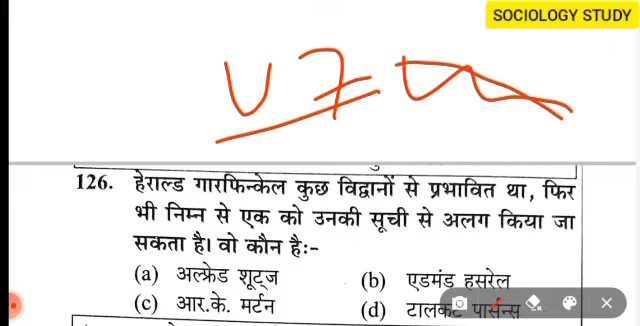 SOCIOLOGY STUDY
126. हेराल्ड गारफिन्केल कुछ विद्वानों से प्रभावित था, फिर
भी निम्न से एक को उनकी सूची से अलग किया जा
सकता है। वो कौन है:-
(a) अल्फ्रेड शूट्ज (b) एडमंड हसरेल
(c) आर.के. मर्टन (d) टालकट पार्सन्स